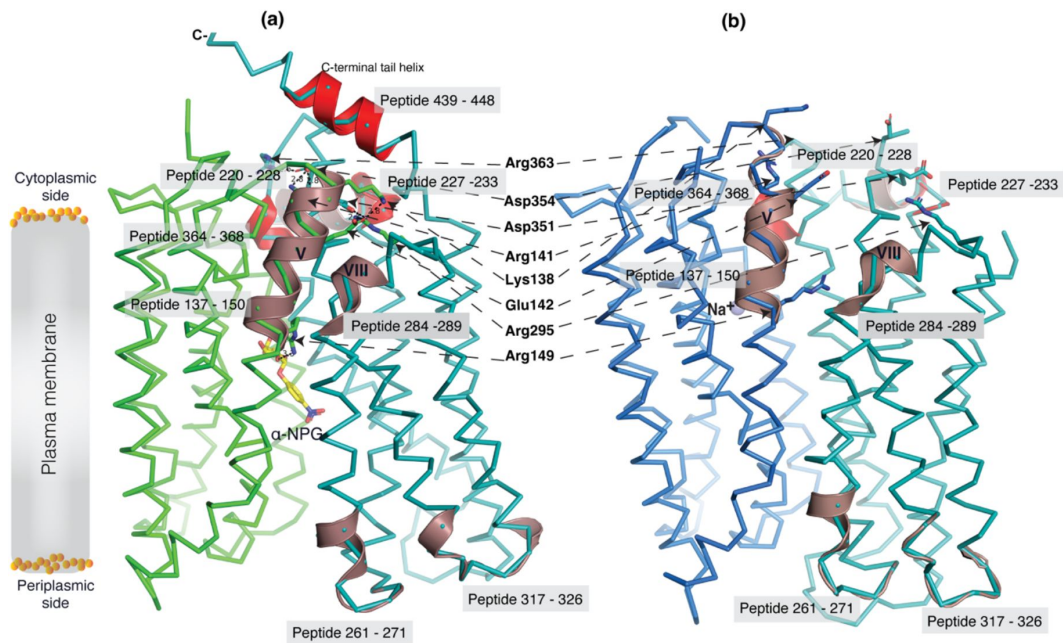 (a)
(b)
C-
C-terminal tail helix
Peptide 439 - 448
Cytoplasmic
side
Peptide 220 - 228
Peptide 227 -233
Peptide 364 - 368
V
VIII
Peptide 137 - 150
Peptide 284 -289
α-NPG
Plasma membrane
Periplasmic
side
Peptide 317 - 326
Peptide 261 - 271
Arg363
Asp354
Asp351
Arg141
Lys138
Glu142
Arg295
Arg149
Peptide 220 - 228
Peptide 227 -233
Peptide 364 - 368
V
VIII
Peptide 137 - 150
Na+
Peptide 284 -289
Peptide 261 - 271
Peptide 317 - 326